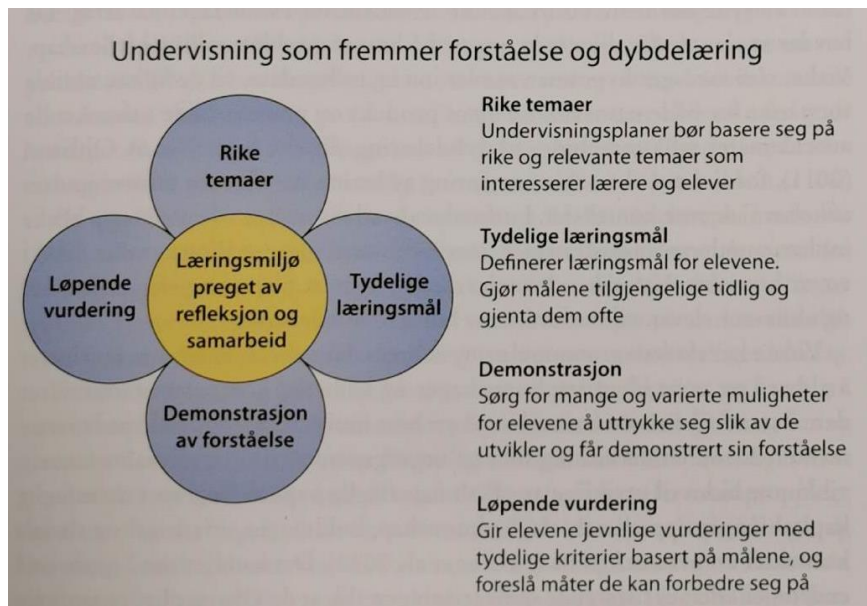 Undervisning som fremmer forståelse og dybdelæring
Rike
temaer
Løpende
vurdering
Læringsmiljø
preget av
refleksjon og
samarbeid
Tydelige
læringsmål
Demonstrasjon
av forståelse
Rike temaer
Undervisningsplaner bør basere seg på
rike og relevante temaer som
interesserer lærere og elever
Tydelige læringsmål
Definerer læringsmål for elevene.
Gjør målene tilgjengelige tidlig og
gjenta dem ofte
Demonstrasjon
Sørg for mange og varierte muligheter
for elevene å uttrykke seg slik av de
utvikler og får demonstrert sin forståelse
Løpende vurdering
Gir elevene jevnlige vurderinger med
tydelige kriterier basert på målene, og
foreslå måter de kan forbedre seg på